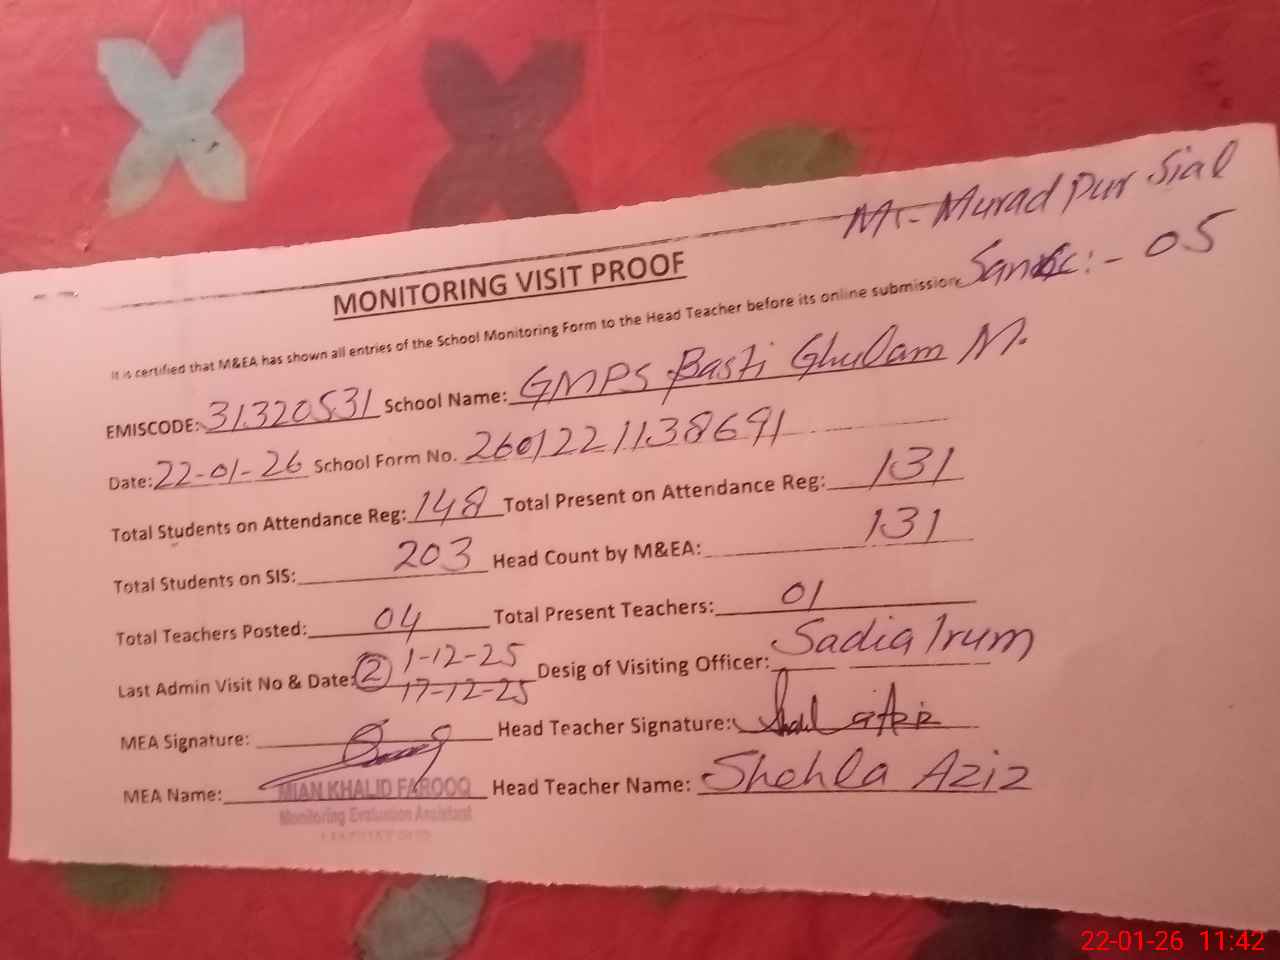 Mr.- Murad Pur Sial
:- 05
MONITORING VISIT PROOF
It is certified that M&EA has shown all entries of the School Monitoring Form to the Head Teacher before its online submission.
EMISCODE: 31320531 School Name: GMPS Basti Ghulam M.
Date: 22-01-26 School Form No. 2601221138691
Total Students on Attendance Reg: 148 Total Present on Attendance Reg: 131
Total Students on SIS: 203 Head Count by M&EA: 131
Total Teachers Posted: 04 Total Present Teachers: 01
Last Admin Visit No & Date: 2 1-12-25 17-12-25 Desig of Visiting Officer: Sadia Irum
MEA Signature: Head Teacher Signature:
MEA Name: MIAN KHALID FAROOQ Head Teacher Name: Shehla Aziz
Monitoring Evaluation Assistant
22-01-26 11:42